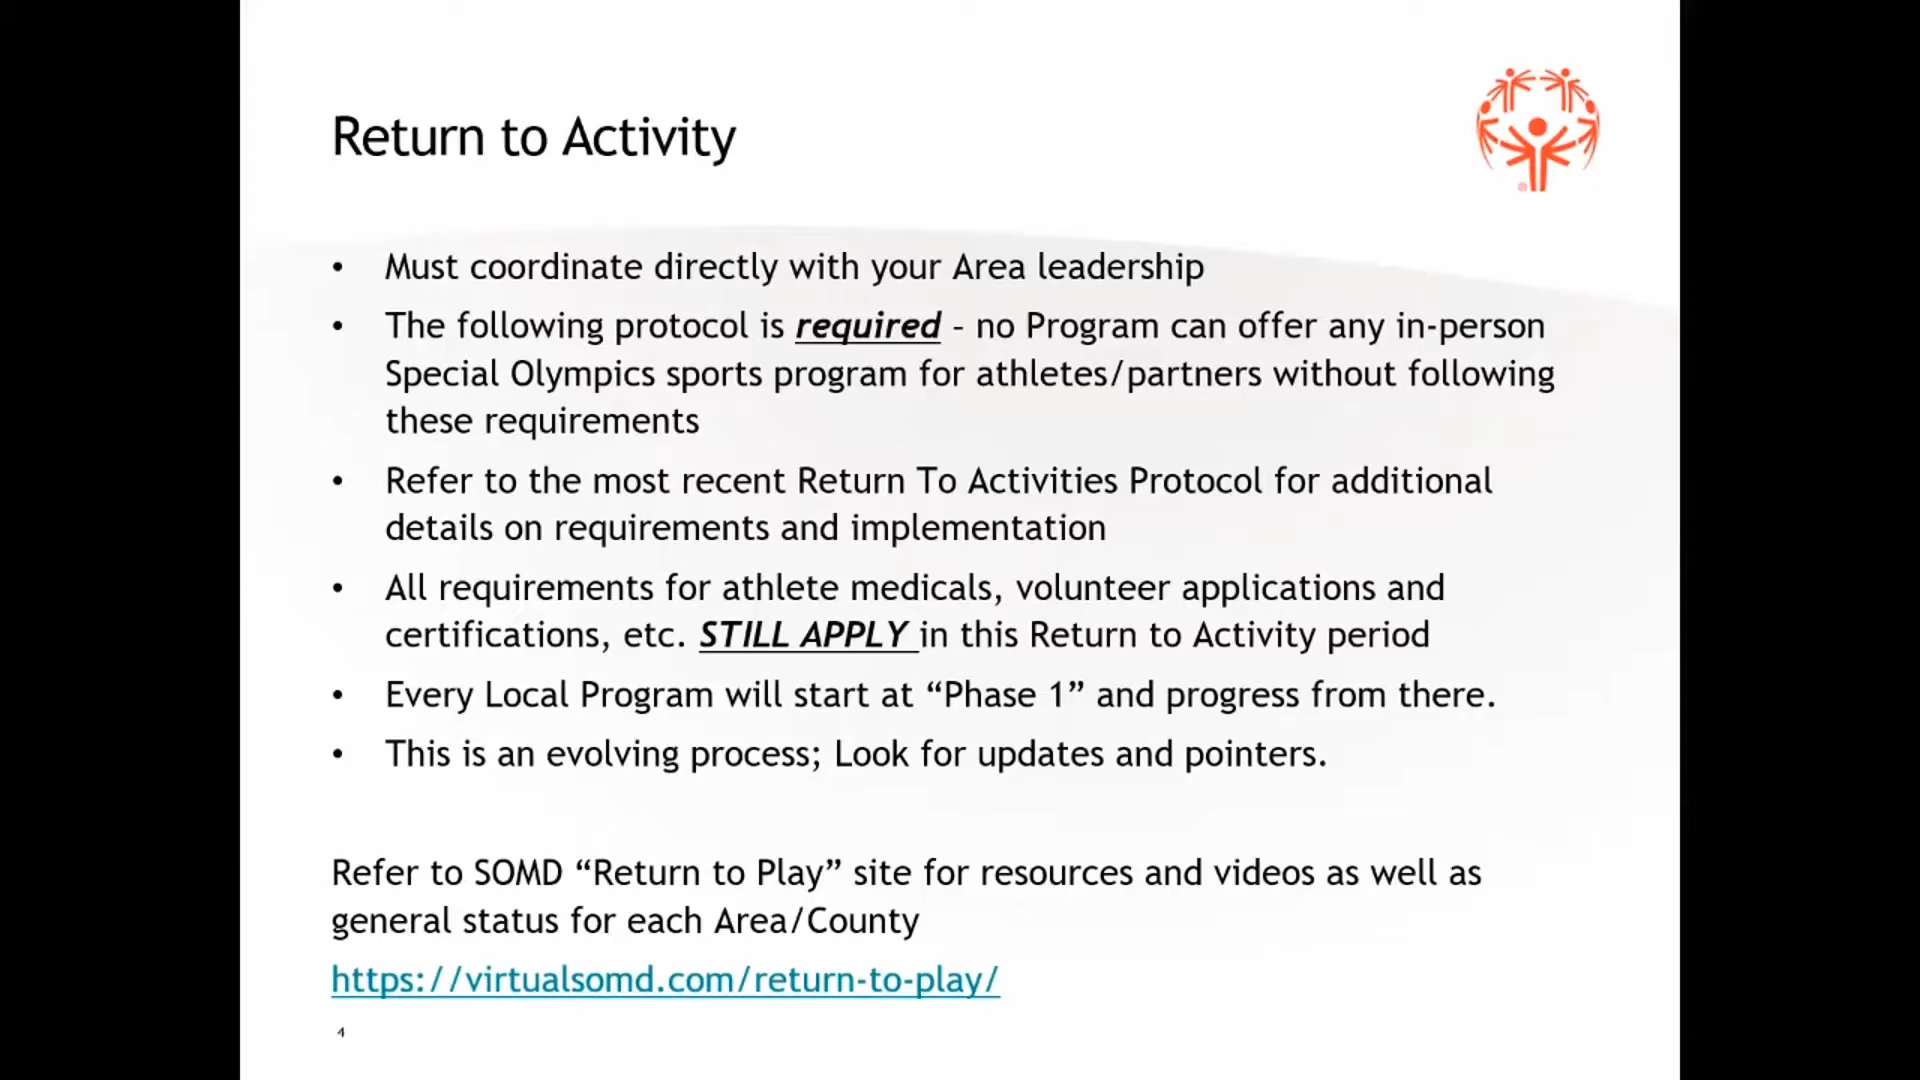 Return to Activity
• Must coordinate directly with your Area leadership
• The following protocol is required – no Program can offer any in-person
Special Olympics sports program for athletes/partners without following
these requirements
• Refer to the most recent Return To Activities Protocol for additional
details on requirements and implementation
• All requirements for athlete medicals, volunteer applications and
certifications, etc. STILL APPLY in this Return to Activity period
• Every Local Program will start at “Phase 1” and progress from there.
• This is an evolving process; Look for updates and pointers.
Refer to SOMD “Return to Play” site for resources and videos as well as
general status for each Area/County
https://virtualsomd.com/return-to-play/
4
®